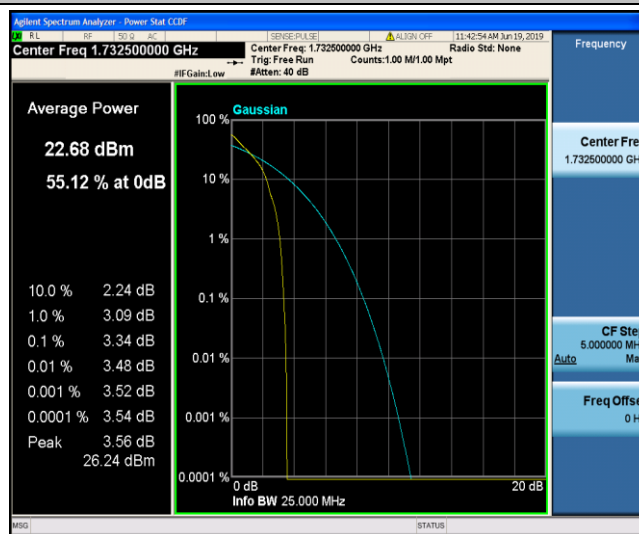 Agilent Spectrum Analyzer - Power Stat CCDF
RL RF 50 Ω AC SENSE:PULSE ALIGN OFF 11:42:54 AM Jun 19, 2019
Center Freq 1.732500000 GHz
Center Freq: 1.732500000 GHz Radio Std: None
Trig: Free Run Counts:1.00 M/1.00 Mpt
#IFGain:Low #Atten: 40 dB
Frequency
Average Power
22.68 dBm
55.12 % at 0dB
10.0 % 2.24 dB
1.0 % 3.09 dB
0.1 % 3.34 dB
0.01 % 3.48 dB
0.001 % 3.52 dB
0.0001 % 3.54 dB
Peak 3.56 dB
26.24 dBm
Gaussian
100 %
10 %
1 %
0.1 %
0.01 %
0.001 %
0.0001 %
0 dB 20 dB
Info BW 25.000 MHz
Center Fre
1.732500000 GH
CF Ste
5.000000 MH
Auto Ma
Freq Offse
0 H
MSG STATUS